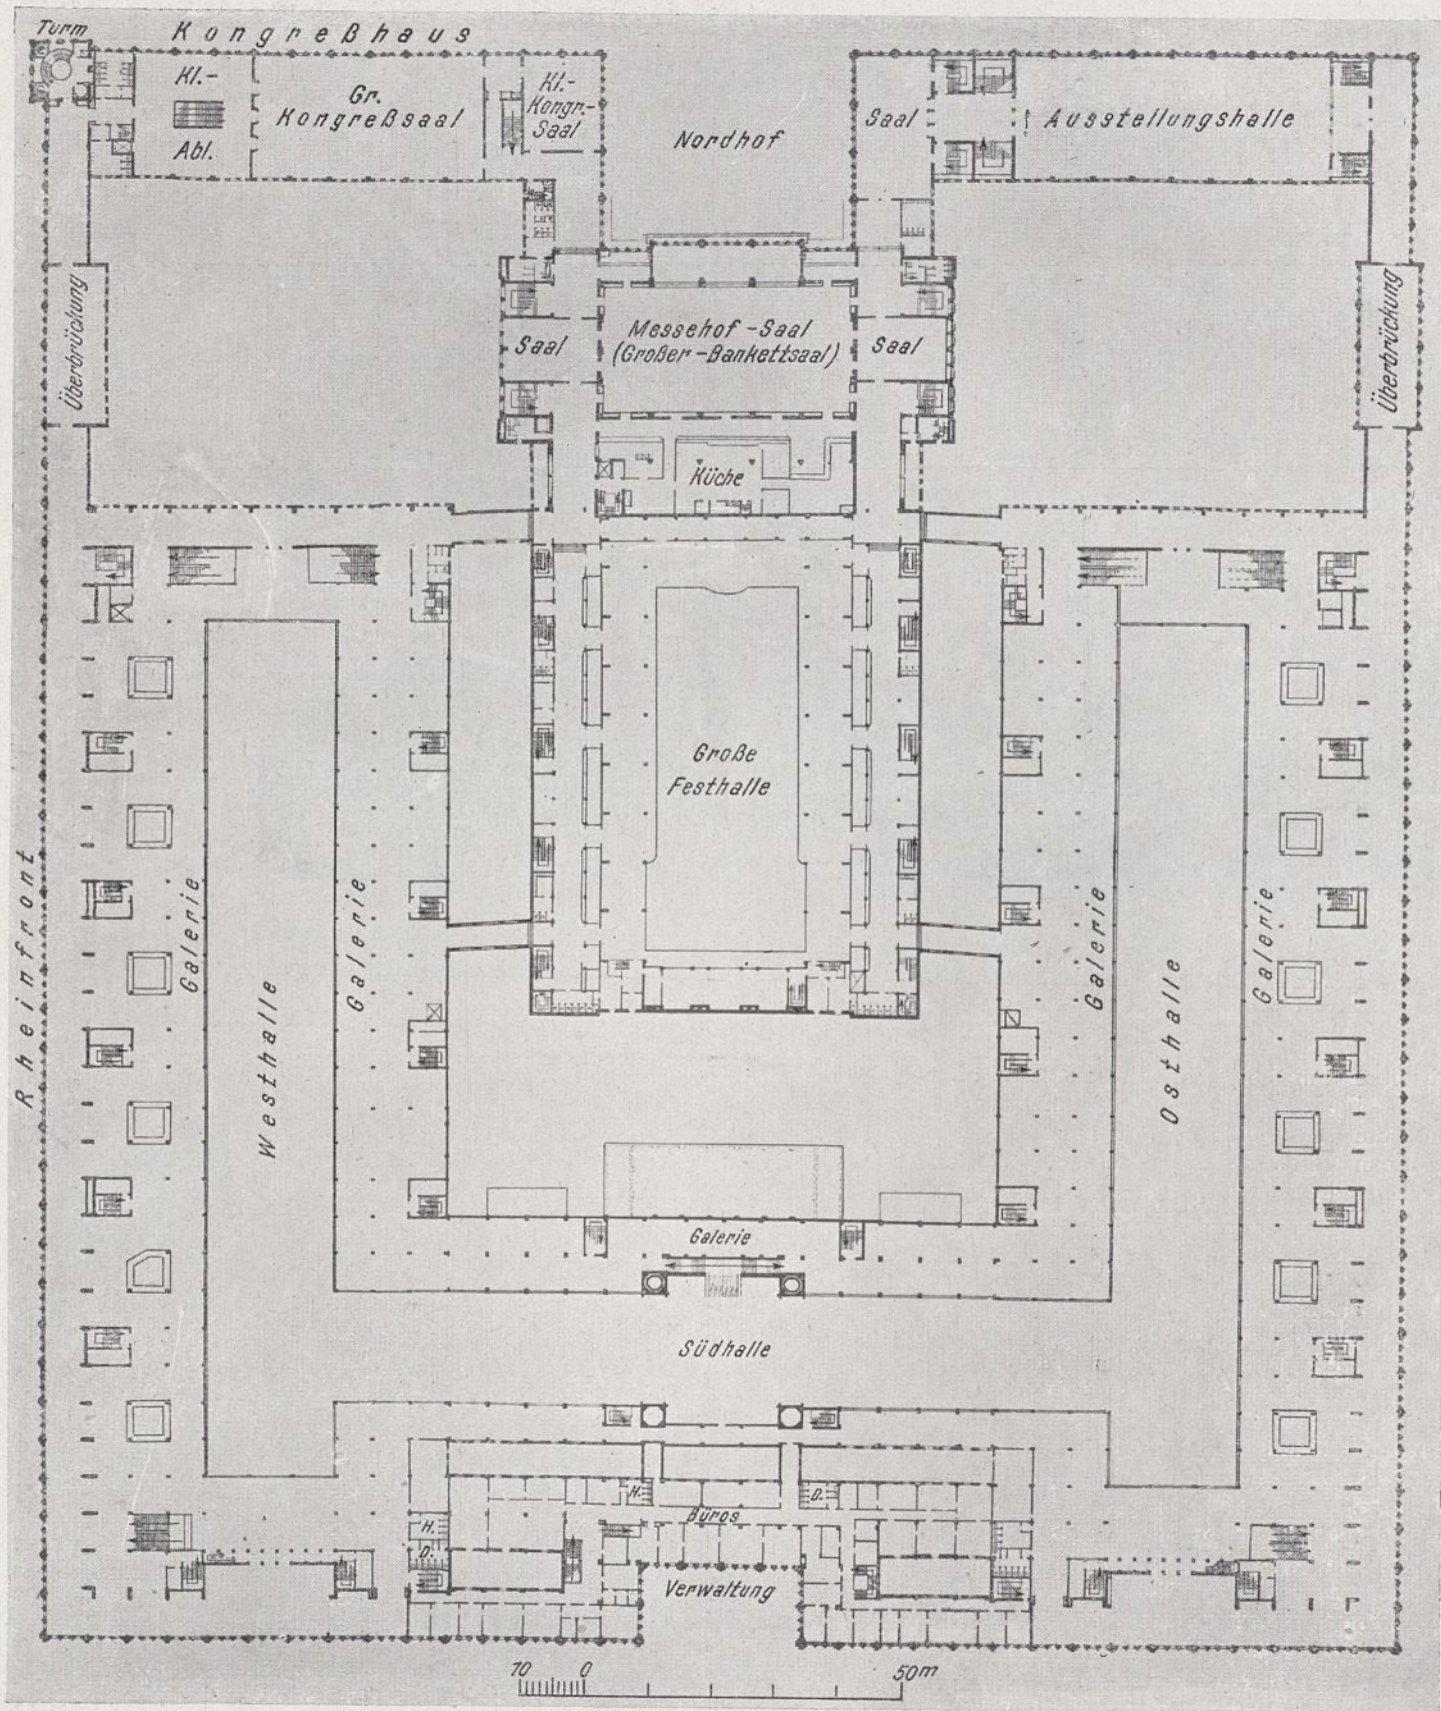 Turm
Kongreßhaus
Kl.-
Abl.
Gr.
Kongreßsaal
Kl.-
Kongr.-
Saal
Nordhof
Saal
Ausstellungshalle
Überbrückung
Saal
Messehof-Saal
(Großer-Bankettsaal)
Saal
Überbrückung
Küche
Große
Festhalle
Rheinfront
Galerie
Westhalle
Galerie
Galerie
Osthalle
Galerie
Galerie
Südhalle
H.
D.
H.
D.
Büros
Verwaltung
10 0 50m